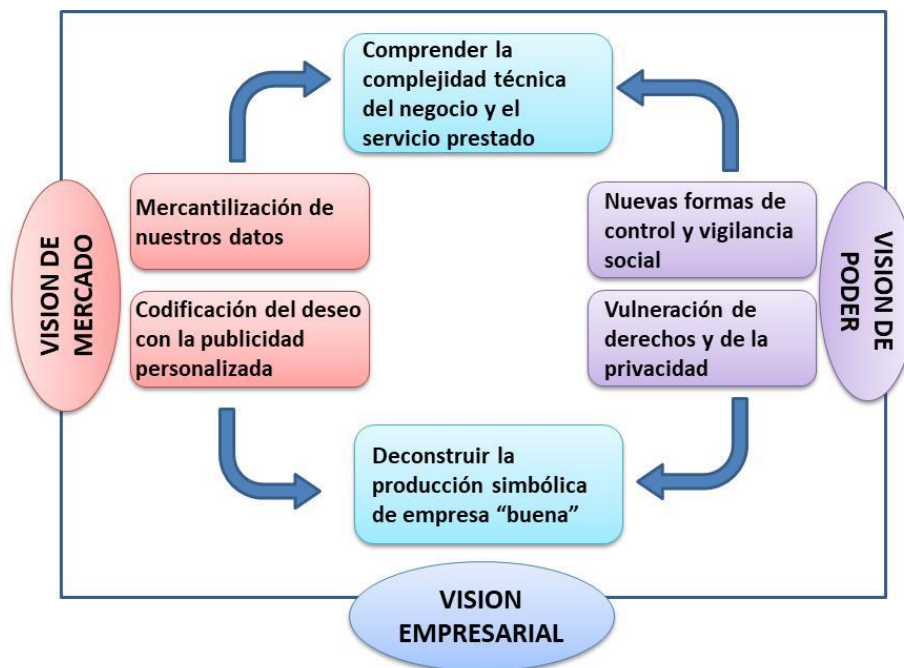 Comprender la
complejidad técnica
del negocio y el
servicio prestado
VISION DE
MERCADO
Mercantilización de
nuestros datos
Codificación del deseo
con la publicidad
personalizada
Nuevas formas de
control y vigilancia
social
Vulneración de
derechos y de la
privacidad
VISION DE
PODER
Deconstruir la
producción simbólica
de empresa “buena”
VISION
EMPRESARIAL